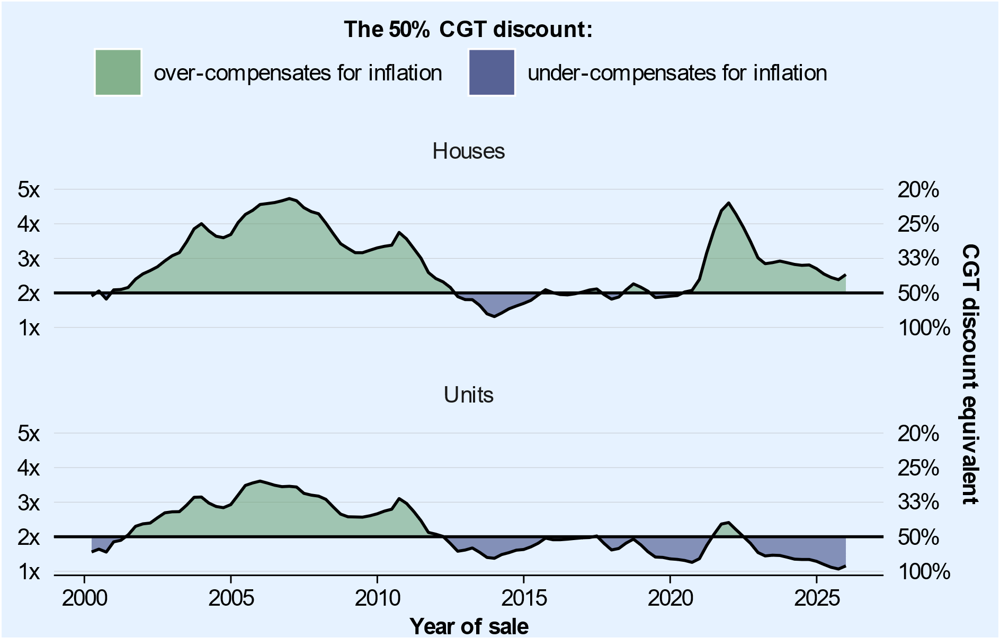 The 50% CGT discount:
over-compensates for inflation
under-compensates for inflation
Houses
5x
20%
4x
25%
3x
33%
2x
50%
1x
100%
Units
5x
20%
4x
25%
3x
33%
2x
50%
1x
100%
CGT discount equivalent
2000
2005
2010
2015
2020
2025
Year of sale